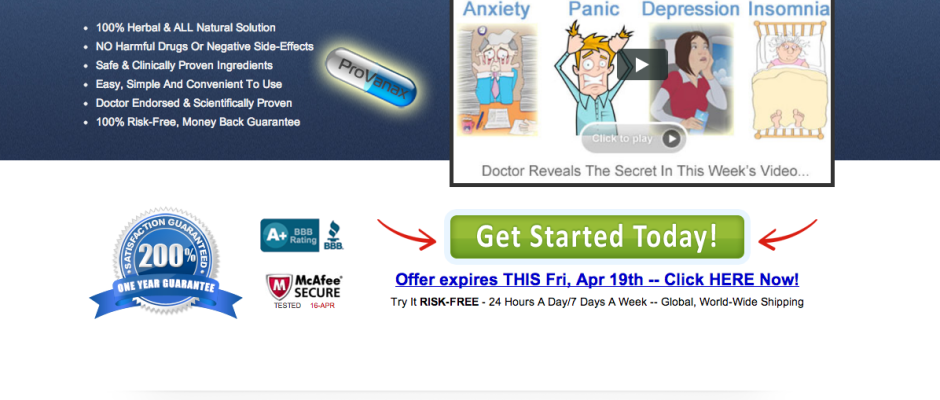 100% Herbal & ALL Natural Solution
NO Harmful Drugs Or Negative Side-Effects
Safe & Clinically Proven Ingredients
Easy, Simple And Convenient To Use
Doctor Endorsed & Scientifically Proven
100% Risk-Free, Money Back Guarantee
ProVanax
Anxiety Panic Depression Insomnia
Click to play
Doctor Reveals The Secret In This Week's Video...
SATISFACTION GUARANTEED
200%
ONE YEAR GUARANTEE
A+ BBB
Rating
BBB
McAfee
SECURE
TESTED 16-APR
Get Started Today!
Offer expires THIS Fri, Apr 19th -- Click HERE Now!
Try It RISK-FREE - 24 Hours A Day/7 Days A Week -- Global, World-Wide Shipping